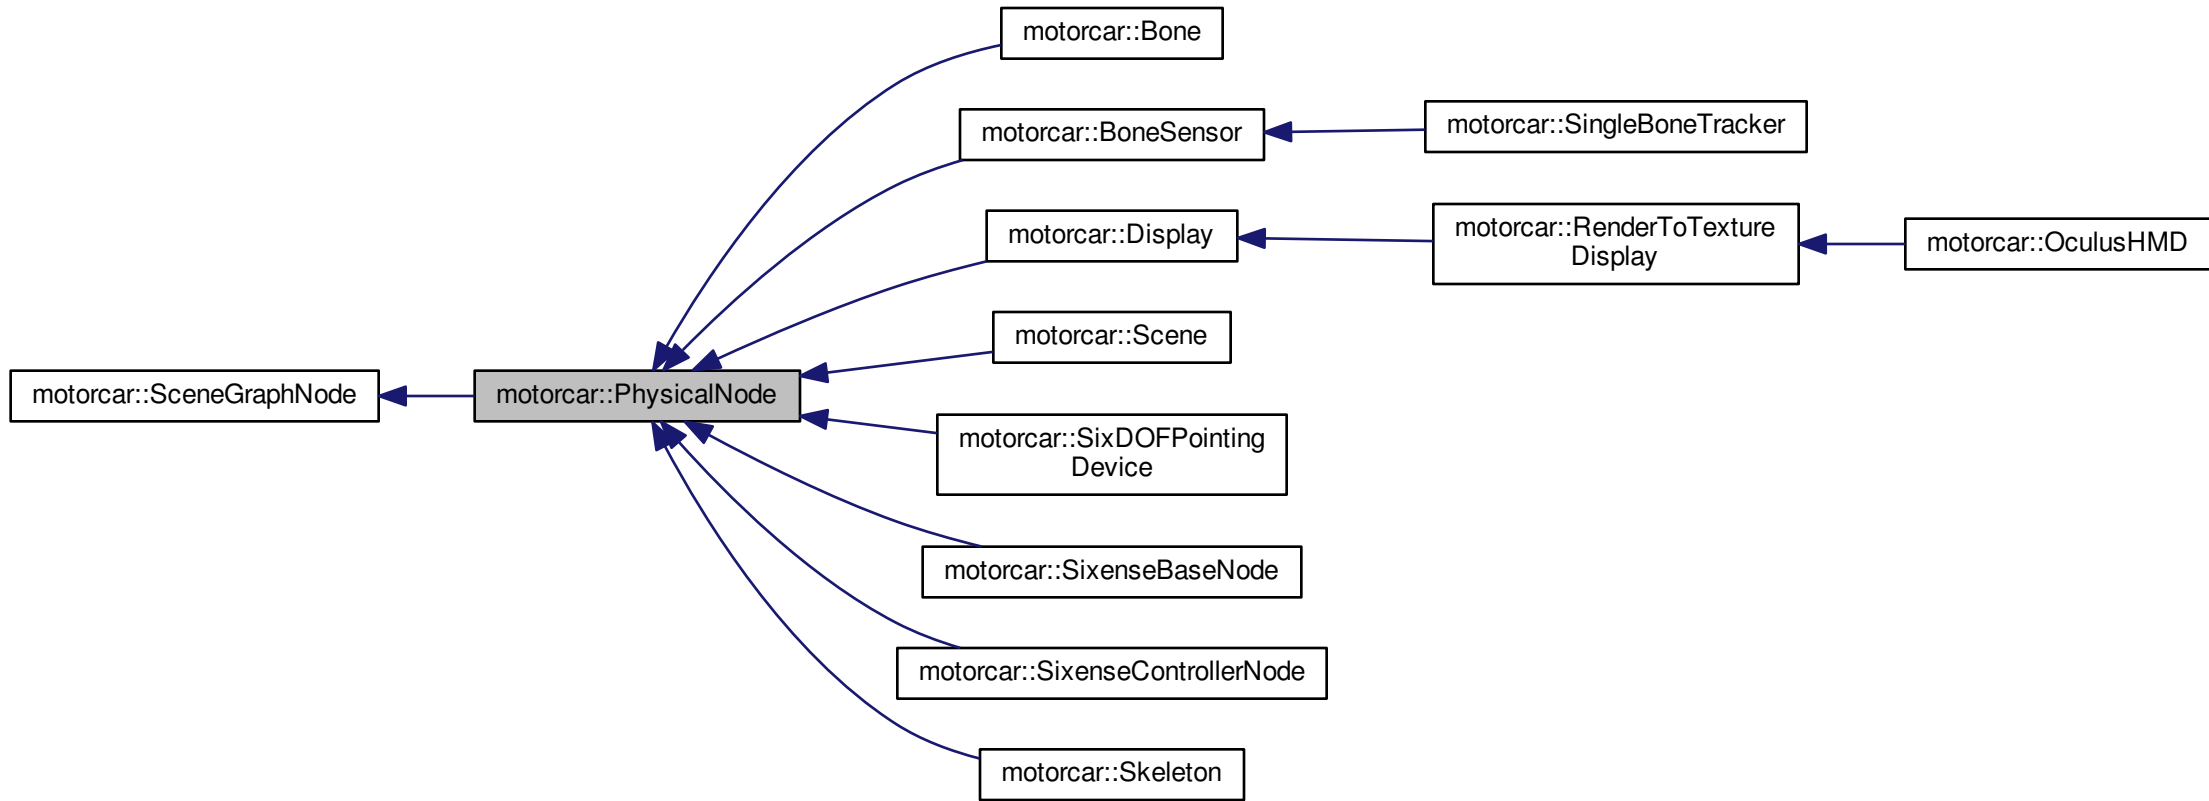 motorcar::Bone
motorcar::BoneSensor
motorcar::SingleBoneTracker
motorcar::Display
motorcar::RenderToTexture
Display
motorcar::OculusHMD
motorcar::Scene
motorcar::SceneGraphNode
motorcar::PhysicalNode
motorcar::SixDOFPointing
Device
motorcar::SixenseBaseNode
motorcar::SixenseControllerNode
motorcar::Skeleton